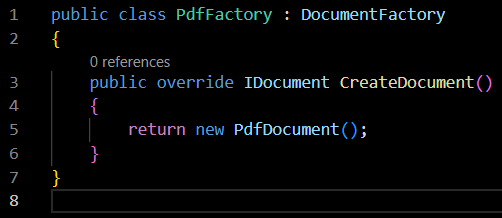 1 public class PdfFactory : DocumentFactory
2 {
0 references
3 public override IDocument CreateDocument()
4 {
5 return new PdfDocument();
6 }
7 }
8